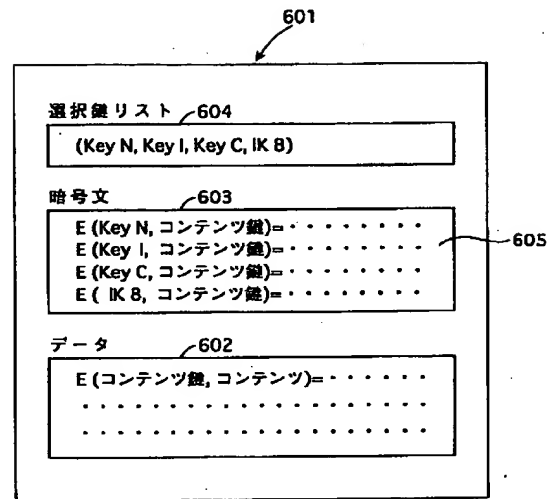 601
選択鍵リスト 604
(Key N, Key I, Key C, IK 8)
暗号文 603
E (Key N, コンテンツ鍵)= ・・・・・・・・
E (Key I, コンテンツ鍵)= ・・・・・・・・
E (Key C, コンテンツ鍵)= ・・・・・・・・
E ( IK 8, コンテンツ鍵)= ・・・・・・・・
605
データ 602
E (コンテンツ鍵, コンテンツ)= ・・・・・・
・・・・・・・・・・・・・・・・・・・・
・・・・・・・・・・・・・・・・・・・・